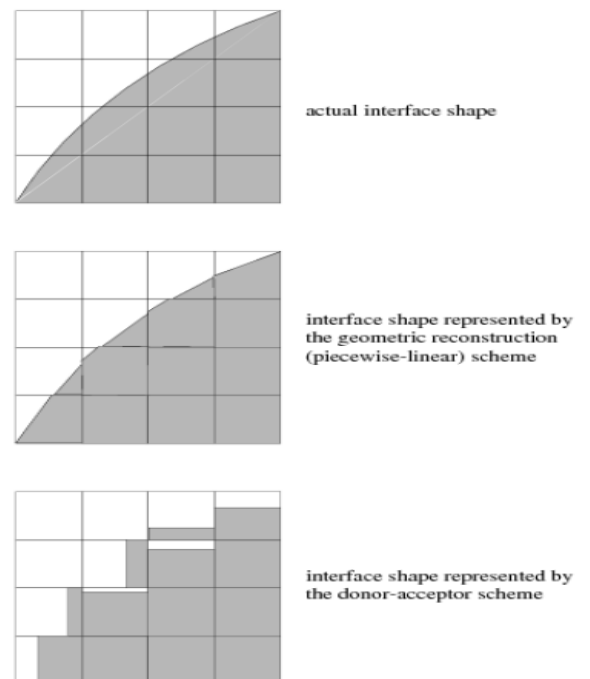 actual interface shape
interface shape represented by
the geometric reconstruction
(piecewise-linear) scheme
interface shape represented by
the donor-acceptor scheme